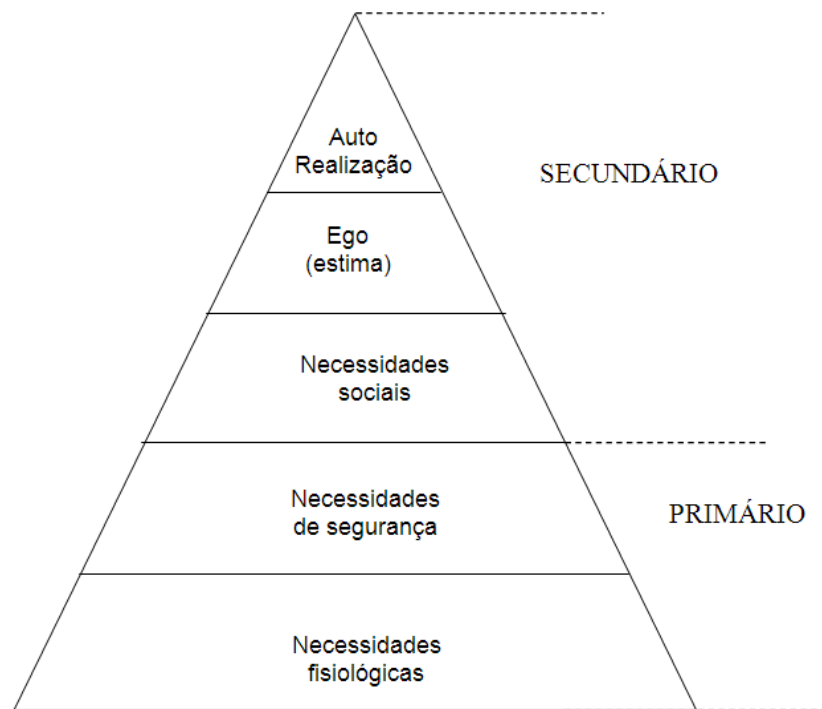 Auto
Realização
SECUNDÁRIO
Ego
(estima)
Necessidades
sociais
Necessidades
de segurança
PRIMÁRIO
Necessidades
fisiológicas